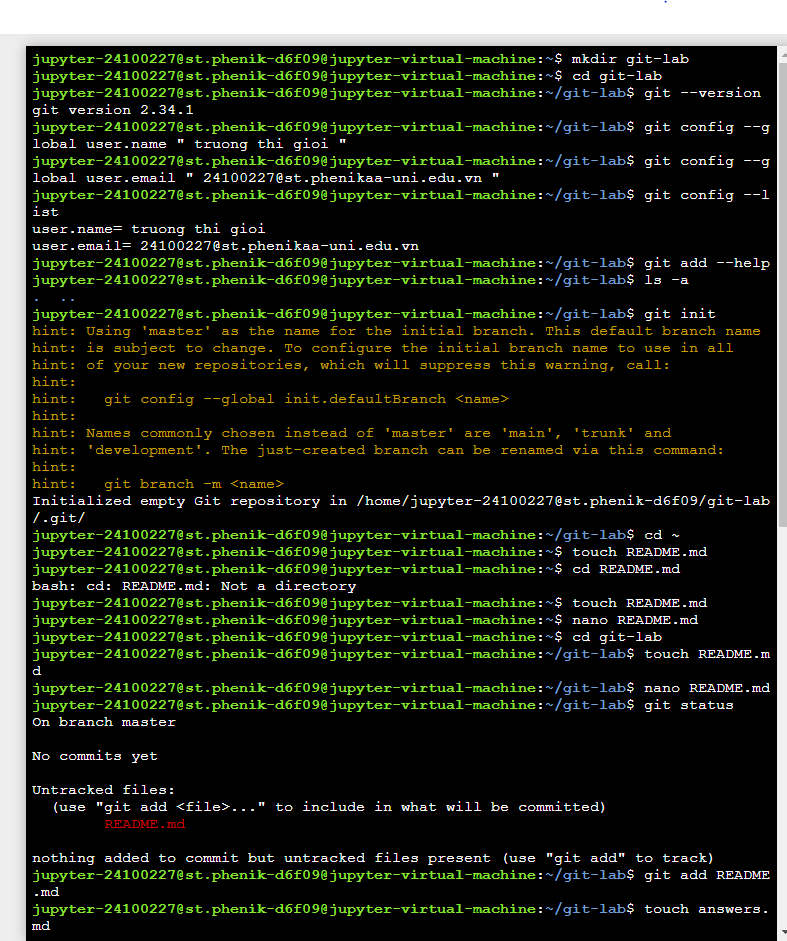 jupyter-24100227@st.phenik-d6f09@jupyter-virtual-machine:~$ mkdir git-lab
jupyter-24100227@st.phenik-d6f09@jupyter-virtual-machine:~$ cd git-lab
jupyter-24100227@st.phenik-d6f09@jupyter-virtual-machine:~/git-lab$ git --version
git version 2.34.1
jupyter-24100227@st.phenik-d6f09@jupyter-virtual-machine:~/git-lab$ git config --g
lobal user.name " truong thi gioi "
jupyter-24100227@st.phenik-d6f09@jupyter-virtual-machine:~/git-lab$ git config --g
lobal user.email " 24100227@st.phenikaa-uni.edu.vn "
jupyter-24100227@st.phenik-d6f09@jupyter-virtual-machine:~/git-lab$ git config --l
ist
user.name= truong thi gioi
user.email= 24100227@st.phenikaa-uni.edu.vn
jupyter-24100227@st.phenik-d6f09@jupyter-virtual-machine:~/git-lab$ git add --help
jupyter-24100227@st.phenik-d6f09@jupyter-virtual-machine:~/git-lab$ ls -a
.  ..
jupyter-24100227@st.phenik-d6f09@jupyter-virtual-machine:~/git-lab$ git init
hint: Using 'master' as the name for the initial branch. This default branch name
hint: is subject to change. To configure the initial branch name to use in all
hint: of your new repositories, which will suppress this warning, call:
hint:
hint:   git config --global init.defaultBranch <name>
hint:
hint: Names commonly chosen instead of 'master' are 'main', 'trunk' and
hint: 'development'. The just-created branch can be renamed via this command:
hint:
hint:   git branch -m <name>
Initialized empty Git repository in /home/jupyter-24100227@st.phenik-d6f09/git-lab
/.git/
jupyter-24100227@st.phenik-d6f09@jupyter-virtual-machine:~/git-lab$ cd ~
jupyter-24100227@st.phenik-d6f09@jupyter-virtual-machine:~$ touch README.md
jupyter-24100227@st.phenik-d6f09@jupyter-virtual-machine:~$ cd README.md
bash: cd: README.md: Not a directory
jupyter-24100227@st.phenik-d6f09@jupyter-virtual-machine:~$ touch README.md
jupyter-24100227@st.phenik-d6f09@jupyter-virtual-machine:~$ nano README.md
jupyter-24100227@st.phenik-d6f09@jupyter-virtual-machine:~$ cd git-lab
jupyter-24100227@st.phenik-d6f09@jupyter-virtual-machine:~/git-lab$ touch README.m
d
jupyter-24100227@st.phenik-d6f09@jupyter-virtual-machine:~/git-lab$ nano README.md
jupyter-24100227@st.phenik-d6f09@jupyter-virtual-machine:~/git-lab$ git status
On branch master

No commits yet

Untracked files:
  (use "git add <file>..." to include in what will be committed)
        README.md

nothing added to commit but untracked files present (use "git add" to track)
jupyter-24100227@st.phenik-d6f09@jupyter-virtual-machine:~/git-lab$ git add README
.md
jupyter-24100227@st.phenik-d6f09@jupyter-virtual-machine:~/git-lab$ touch answers.
md